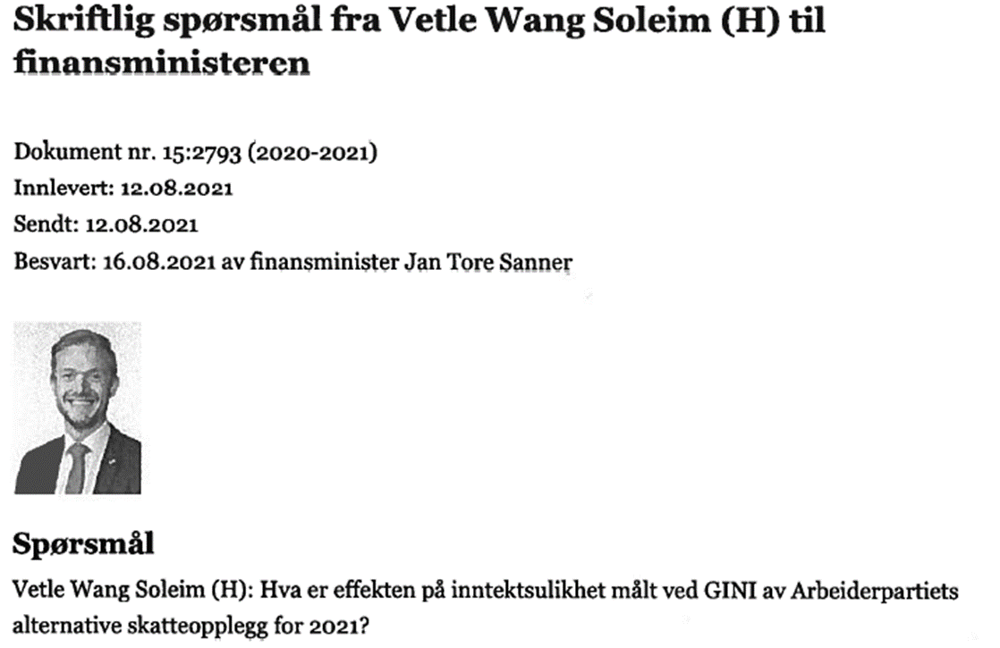 Skriftlig spørsmål fra Vetle Wang Soleim (H) til
finansministeren
Dokument nr. 15:2793 (2020-2021)
Innlevert: 12.08.2021
Sendt: 12.08.2021
Besvart: 16.08.2021 av finansminister Jan Tore Sanner
Spørsmål
Vetle Wang Soleim (H): Hva er effekten på inntektsulikhet målt ved GINI av Arbeiderpartiets
alternative skatteopplegg for 2021?